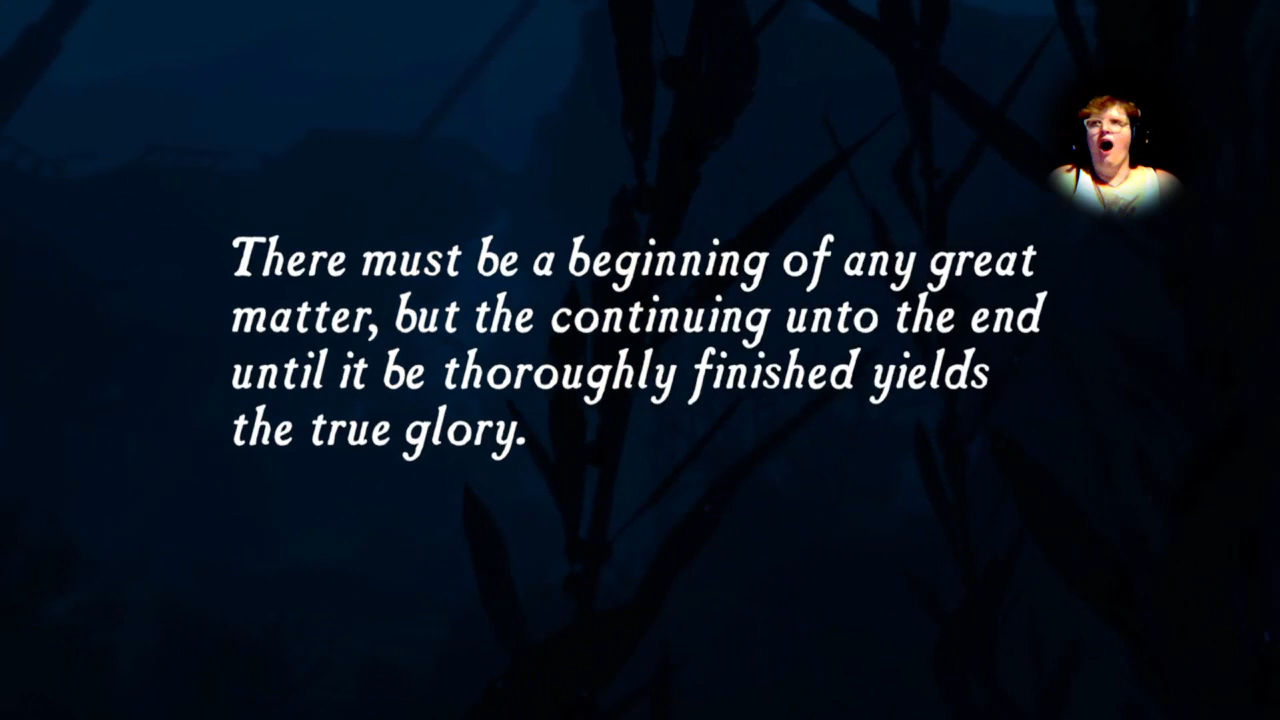 There must be a beginning of any great
matter, but the continuing unto the end
until it be thoroughly finished yields
the true glory.